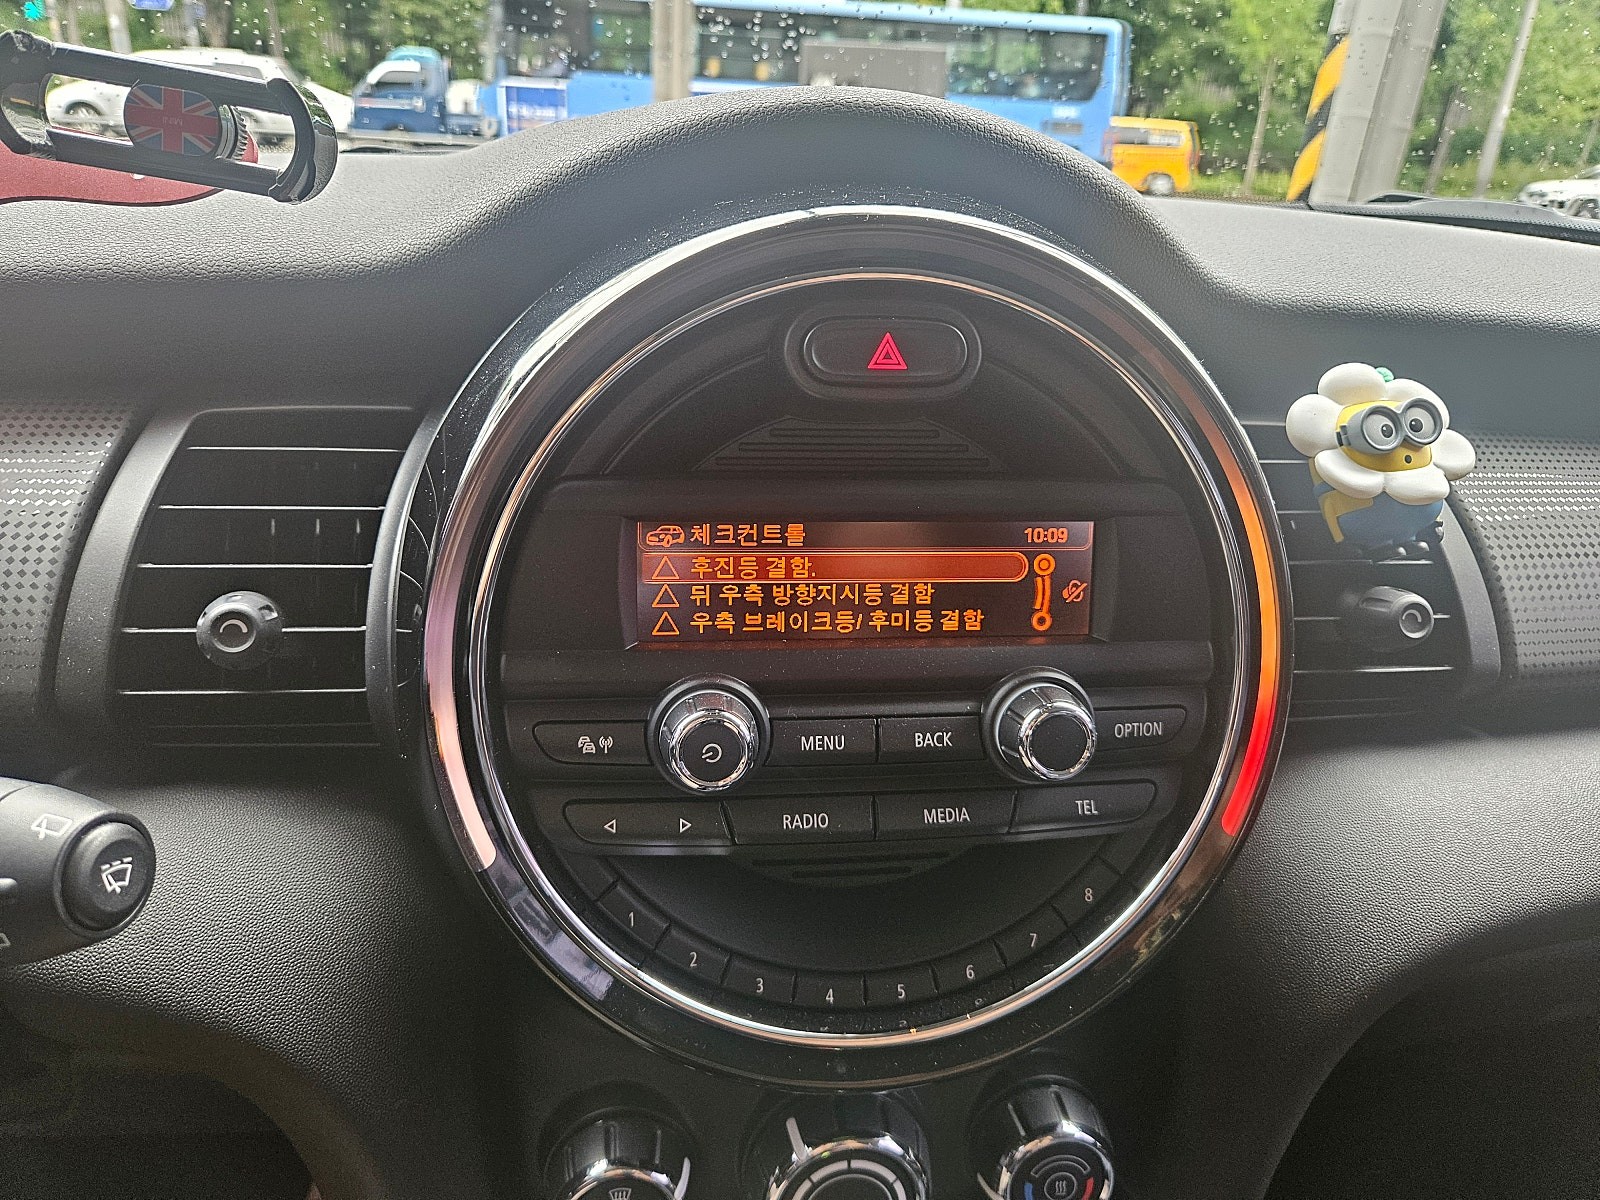 체크컨트롤 10:09
후진등 결함.
뒤 우측 방향지시등 결함
우측 브레이크등/ 후미등 결함
MENU BACK OPTION
RADIO MEDIA TEL
1 2 3 4 5 6 7 8